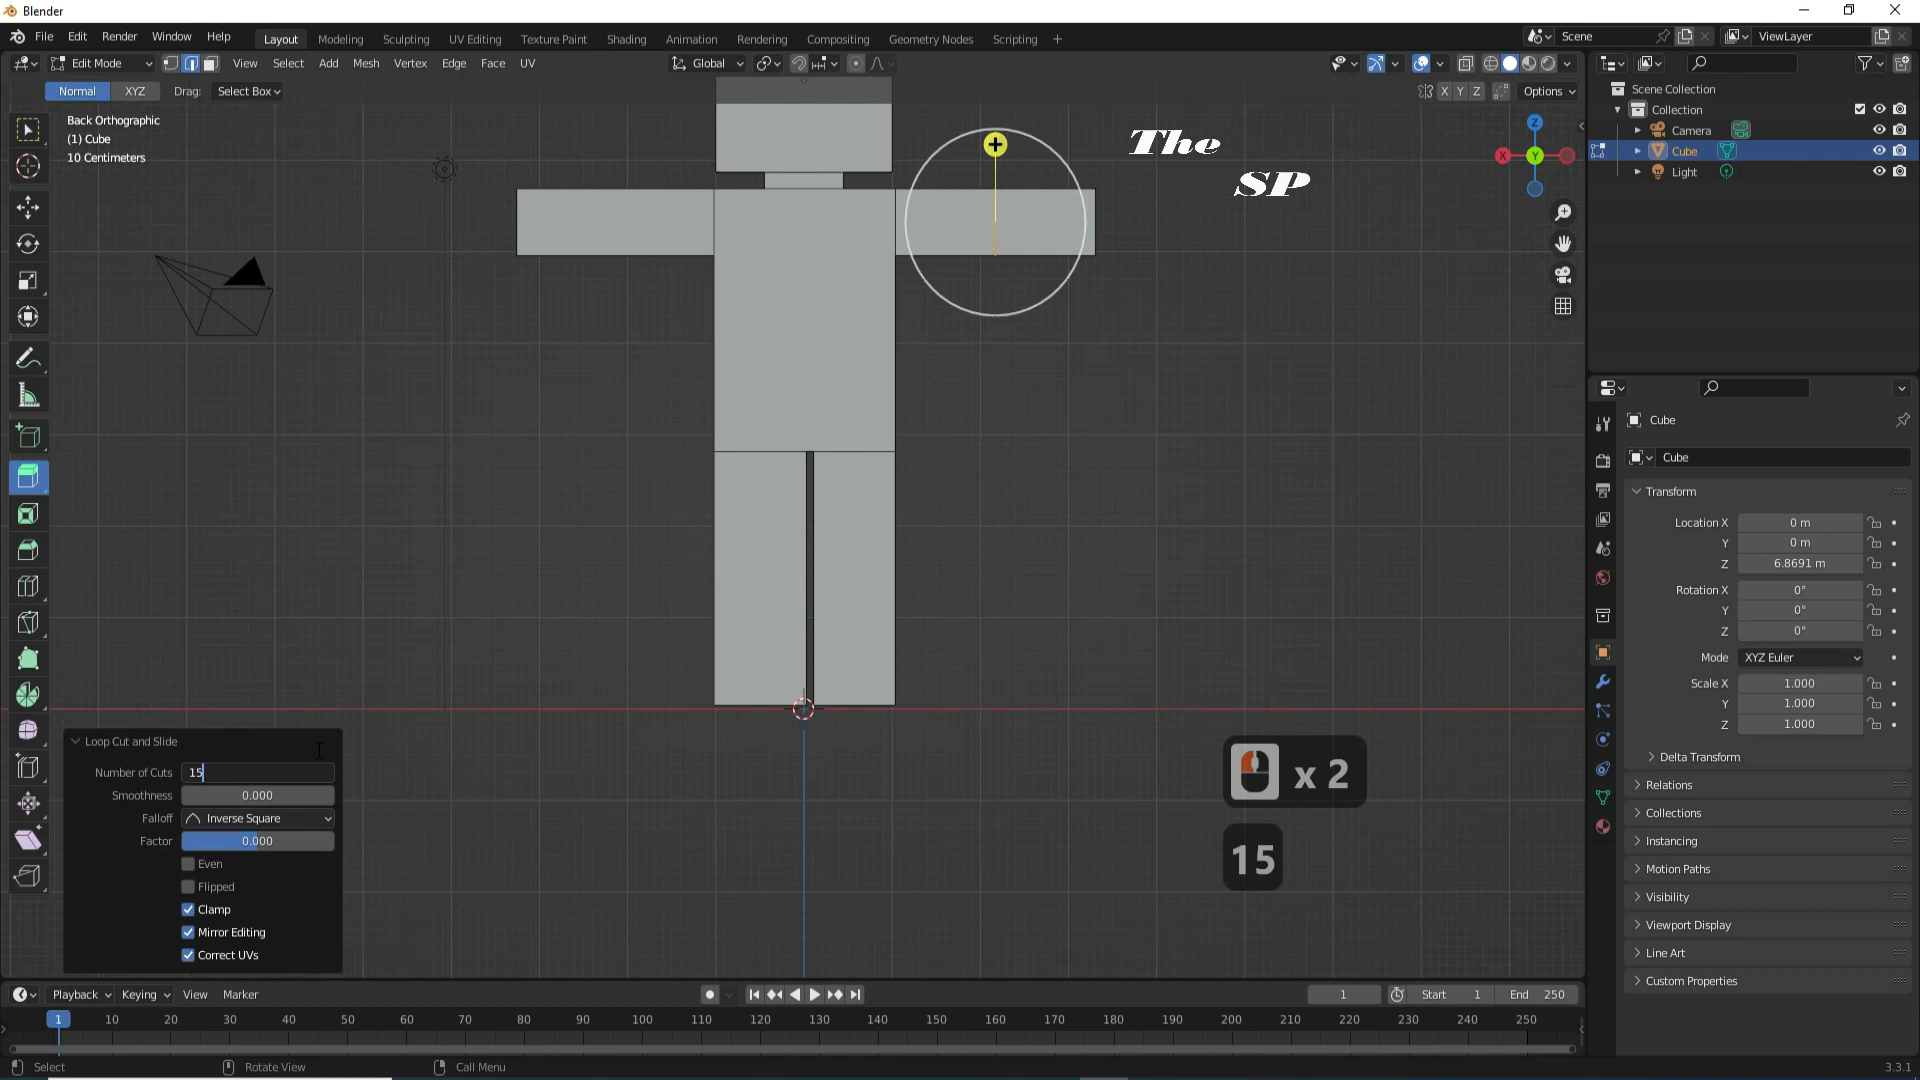 Blender
File Edit Render Window Help
Layout Modeling Sculpting UV Editing Texture Paint Shading Animation Rendering Compositing Geometry Nodes Scripting +
Scene
ViewLayer
Edit Mode View Select Add Mesh Vertex Edge Face UV
Global
Normal XYZ Drag: Select Box
X Y Z Options
Back Orthographic
(1) Cube
10 Centimeters
The
SP
Z
X Y
Scene Collection
Collection
Camera
Cube
Light
Cube
Cube
Transform
Location X 0 m
Y 0 m
Z 6.8691 m
Rotation X 0°
Y 0°
Z 0°
Mode XYZ Euler
Scale X 1.000
Y 1.000
Z 1.000
Delta Transform
Relations
Collections
Instancing
Motion Paths
Visibility
Viewport Display
Line Art
Custom Properties
Loop Cut and Slide
Number of Cuts 15
Smoothness 0.000
Falloff Inverse Square
Factor 0.000
Even
Flipped
Clamp
Mirror Editing
Correct UVs
x 2
15
Playback Keying View Marker
1 Start 1 End 250
1 10 20 30 40 50 60 70 80 90 100 110 120 130 140 150 160 170 180 190 200 210 220 230 240 250
Select Rotate View Call Menu
3.3.1